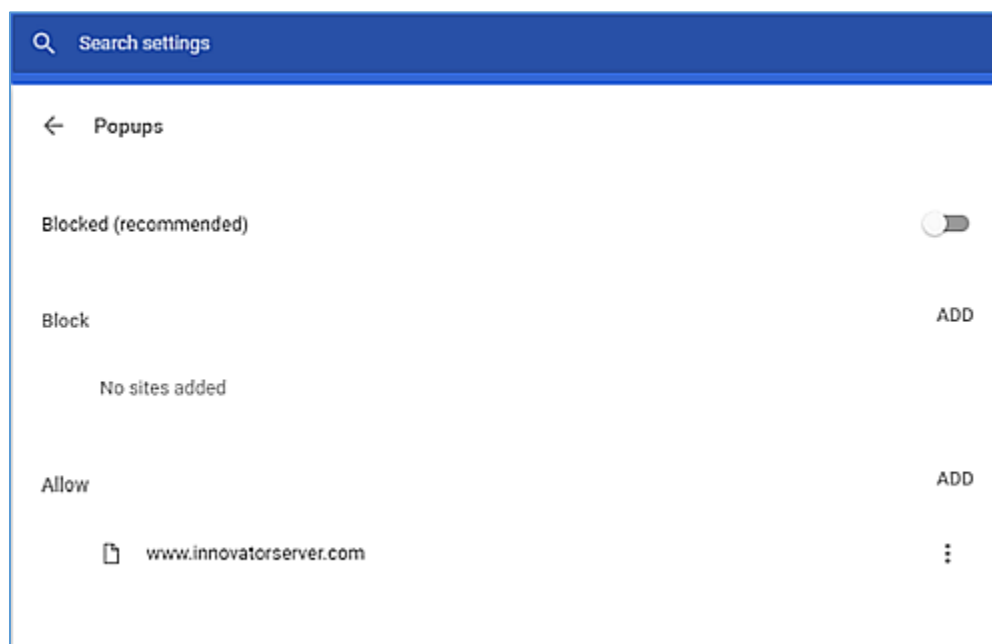 Search settings
Popups
Blocked (recommended)
Block
ADD
No sites added
Allow
ADD
www.innovatorserver.com